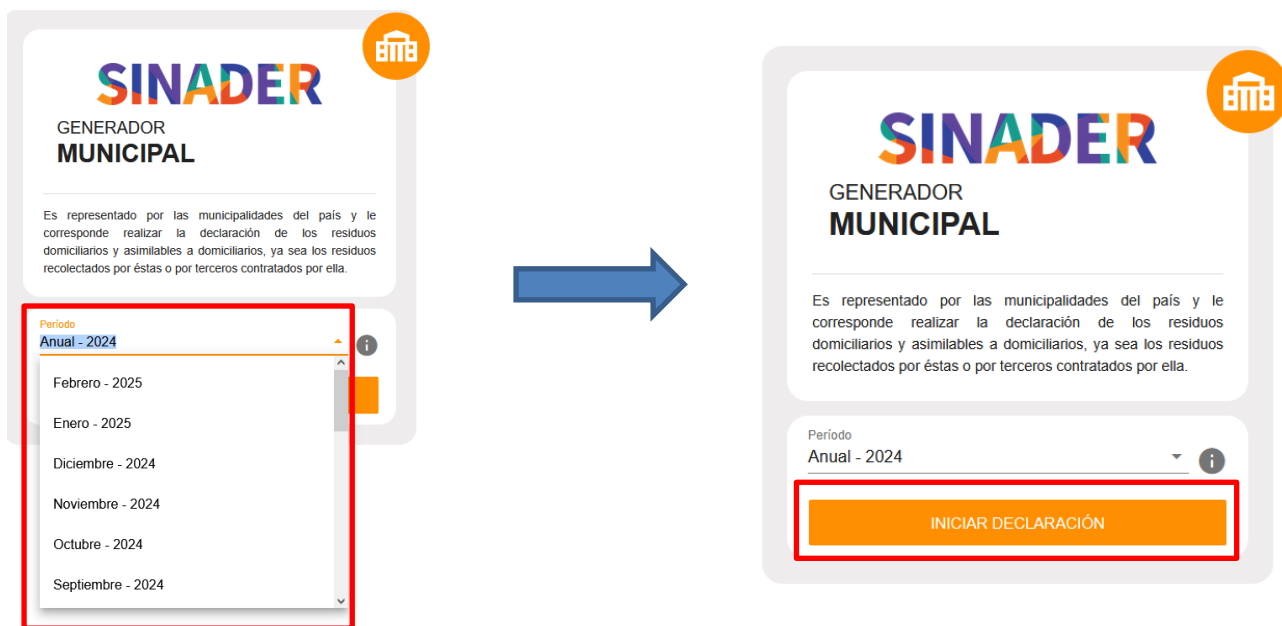 SINADER
GENERADOR
MUNICIPAL
Es representado por las municipalidades del país y le
corresponde realizar la declaración de los residuos
domiciliarios y asimilables a domiciliarios, ya sea los residuos
recolectados por éstas o por terceros contratados por ella.
Período
Anual - 2024
i
Febrero - 2025
Enero - 2025
Diciembre - 2024
Noviembre - 2024
Octubre - 2024
Septiembre - 2024
SINADER
GENERADOR
MUNICIPAL
Es representado por las municipalidades del país y le
corresponde realizar la declaración de los residuos
domiciliarios y asimilables a domiciliarios, ya sea los residuos
recolectados por éstas o por terceros contratados por ella.
Período
Anual - 2024
i
INICIAR DECLARACIÓN